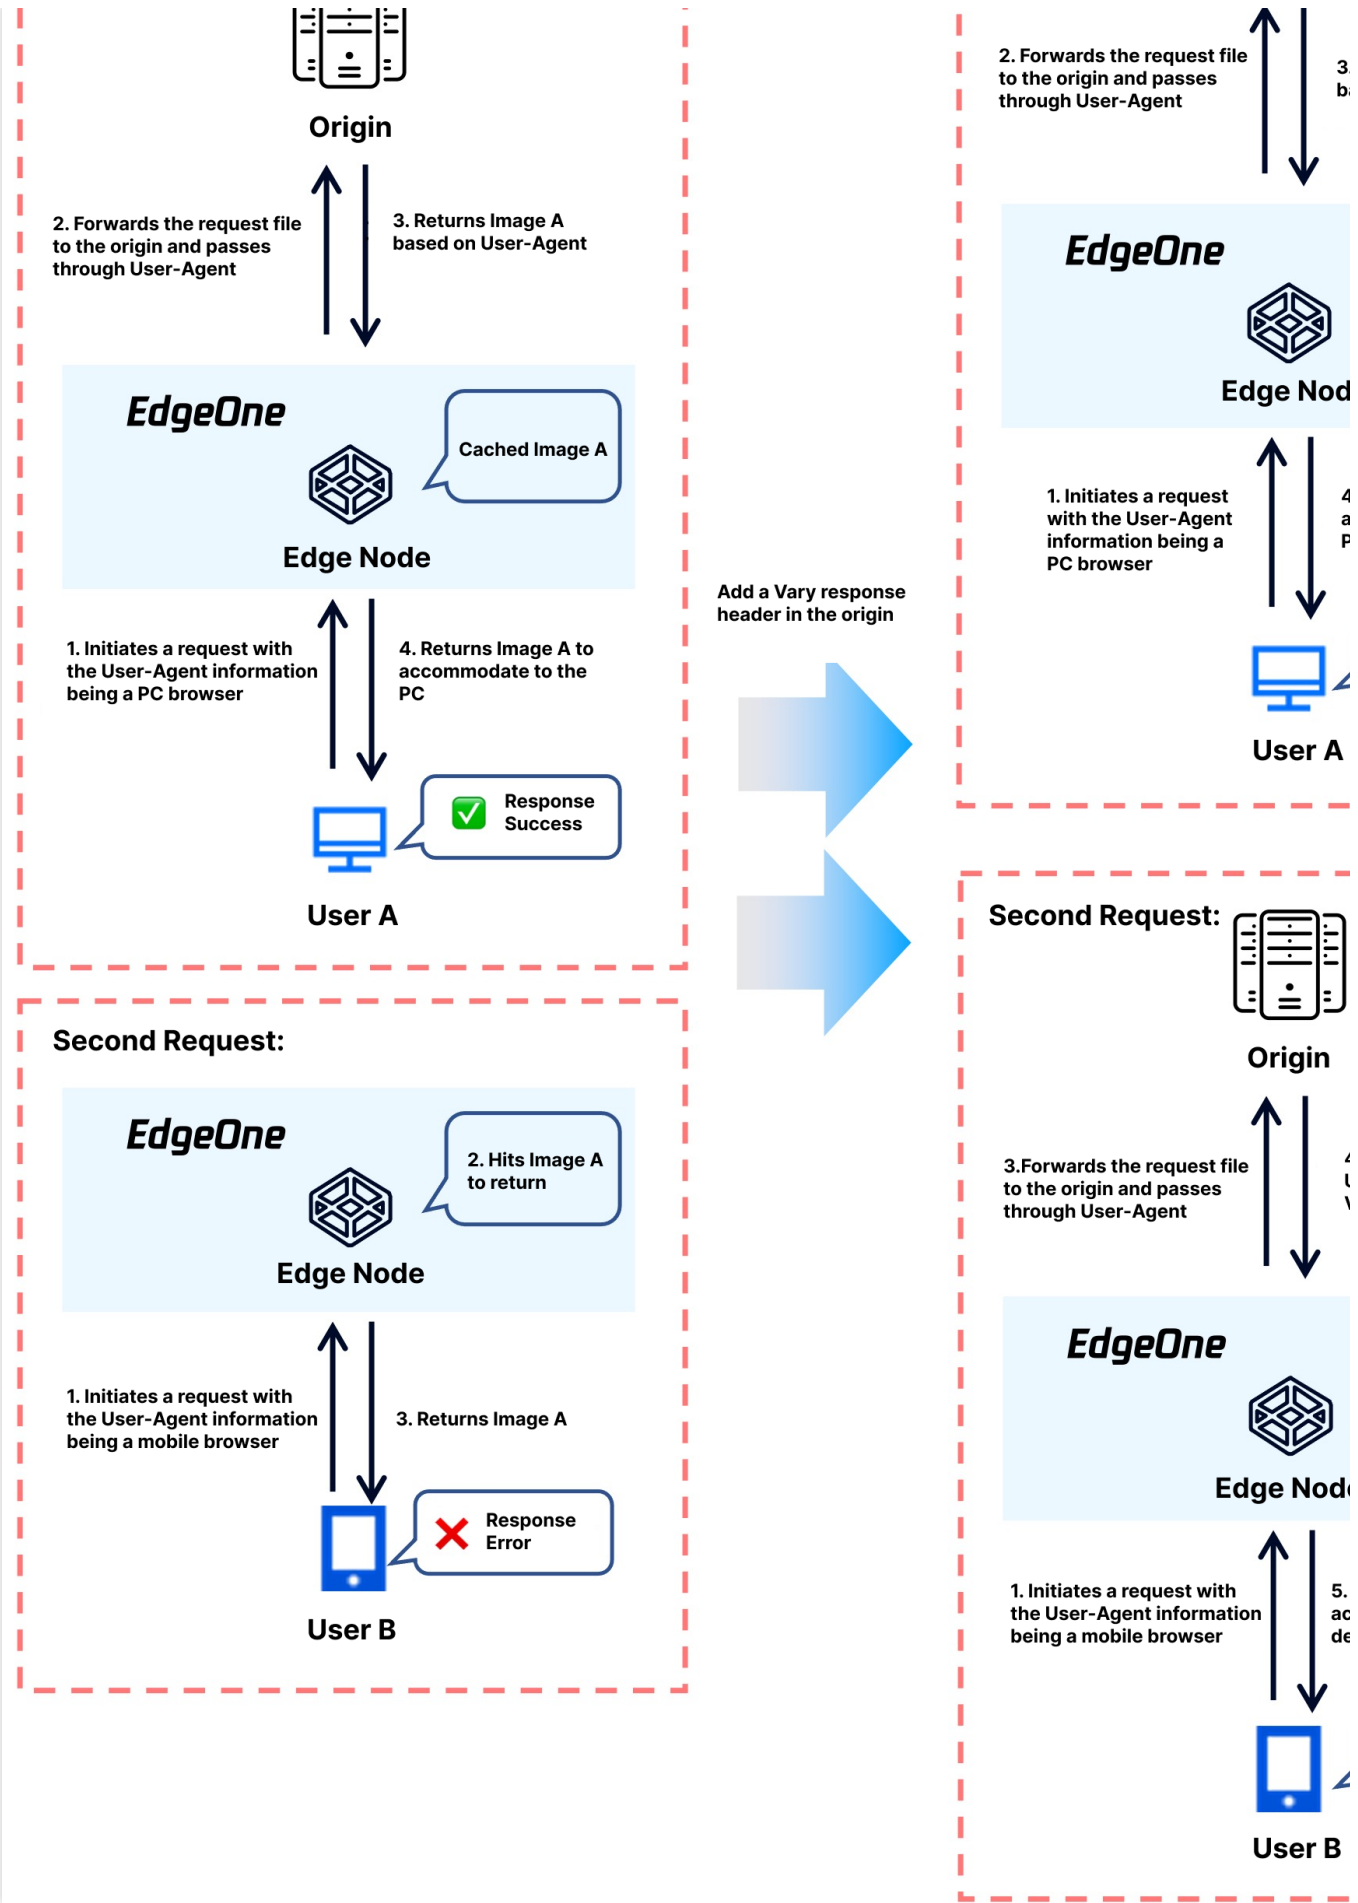 Origin
2. Forwards the request file
to the origin and passes
through User-Agent
3. Returns Image A
based on User-Agent
EdgeOne
Cached Image A
Edge Node
1. Initiates a request with
the User-Agent information
being a PC browser
4. Returns Image A to
accommodate to the
PC
Response
Success
User A
Second Request:
EdgeOne
2. Hits Image A
to return
Edge Node
1. Initiates a request with
the User-Agent information
being a mobile browser
3. Returns Image A
Response
Error
User B
Add a Vary response
header in the origin
2. Forwards the request file
to the origin and passes
through User-Agent
3.
EdgeOne
Edge
1. Initiates a request
with the User-Agent
information being a
PC browser
User A
Second Request:
Origin
3.Forwards the request file
to the origin and passes
through User-Agent
EdgeOne
Edge
1. Initiates a request with
the User-Agent information
being a mobile browser
5.
User B